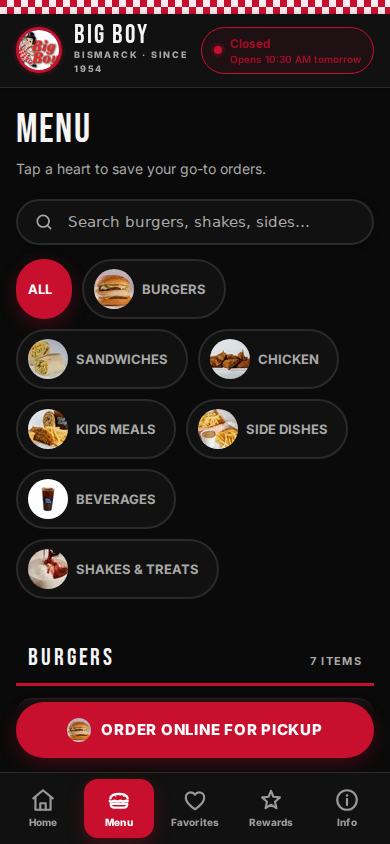 BIG BOY
BISMARCK · SINCE
1954
Closed
Opens 10:30 AM tomorrow
Big
Boy
MENU
Tap a heart to save your go-to orders.
Search burgers, shakes, sides...
ALL
BURGERS
SANDWICHES
CHICKEN
KIDS MEALS
SIDE DISHES
BEVERAGES
SHAKES & TREATS
BURGERS
7 ITEMS
ORDER ONLINE FOR PICKUP
Home
Menu
Favorites
Rewards
Info